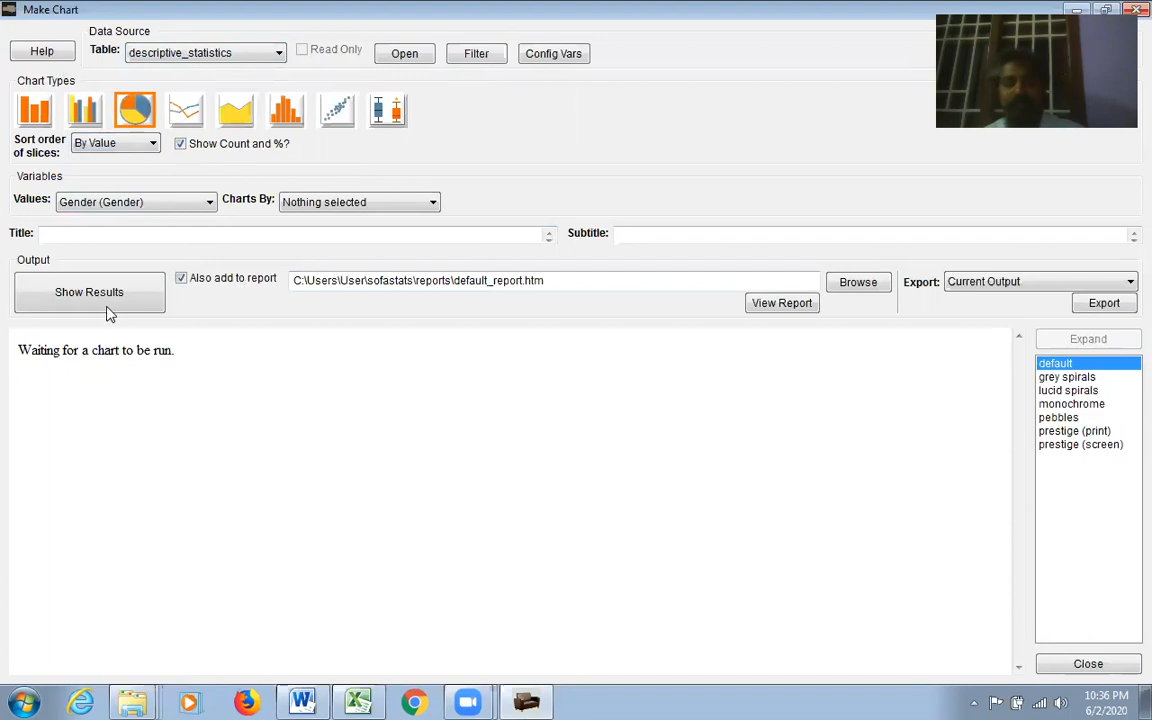 Make Chart
Data Source
Help
Table:
descriptive_statistics
Read Only
Open
Filter
Config Vars
Chart Types
Sort order
of slices:
By Value
Show Count and %?
Variables
Values:
Gender (Gender)
Charts By:
Nothing selected
Title:
Subtitle:
Output
Show Results
Also add to report
C:\Users\User\sofastats\reports\default_report.htm
Browse
Export:
Current Output
View Report
Export
Waiting for a chart to be run.
Expand
default
grey spirals
lucid spirals
monochrome
pebbles
prestige (print)
prestige (screen)
Close
10:36 PM
6/2/2020